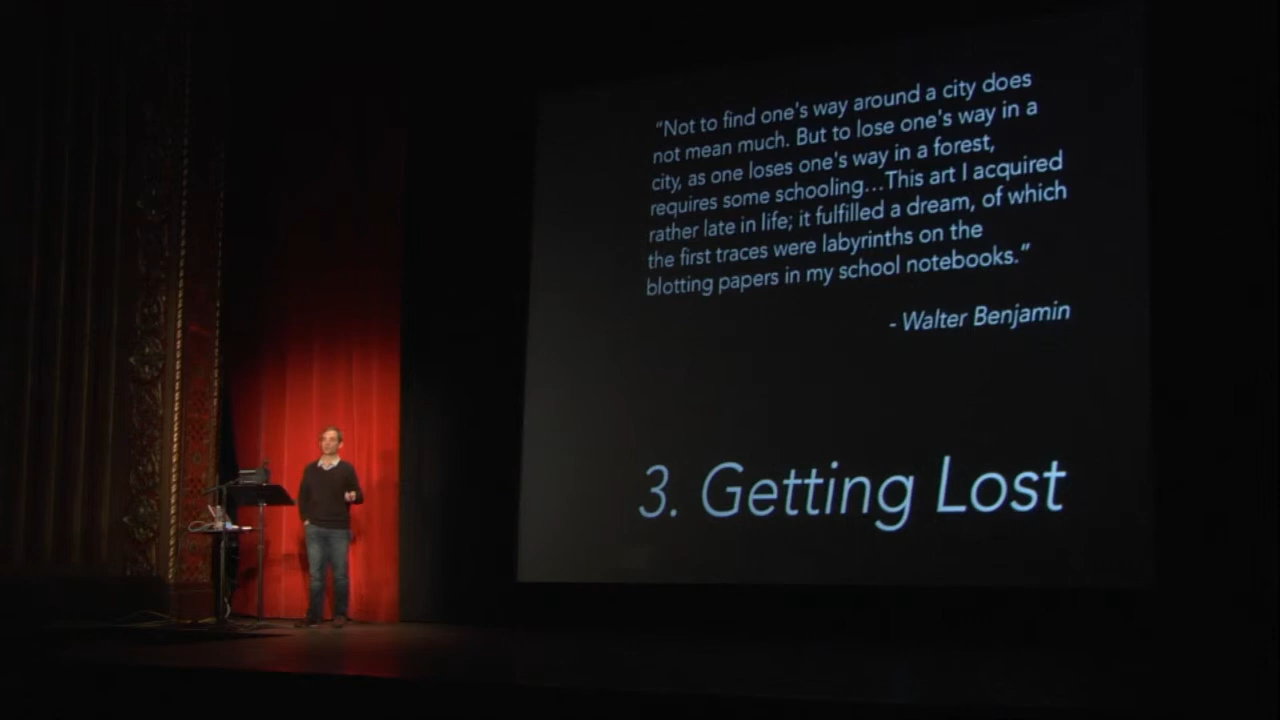 “Not to find one's way around a city does
not mean much. But to lose one's way in a
city, as one loses one's way in a forest,
requires some schooling...This art I acquired
rather late in life; it fulfilled a dream, of which
the first traces were labyrinths on the
blotting papers in my school notebooks.”
- Walter Benjamin
3. Getting Lost